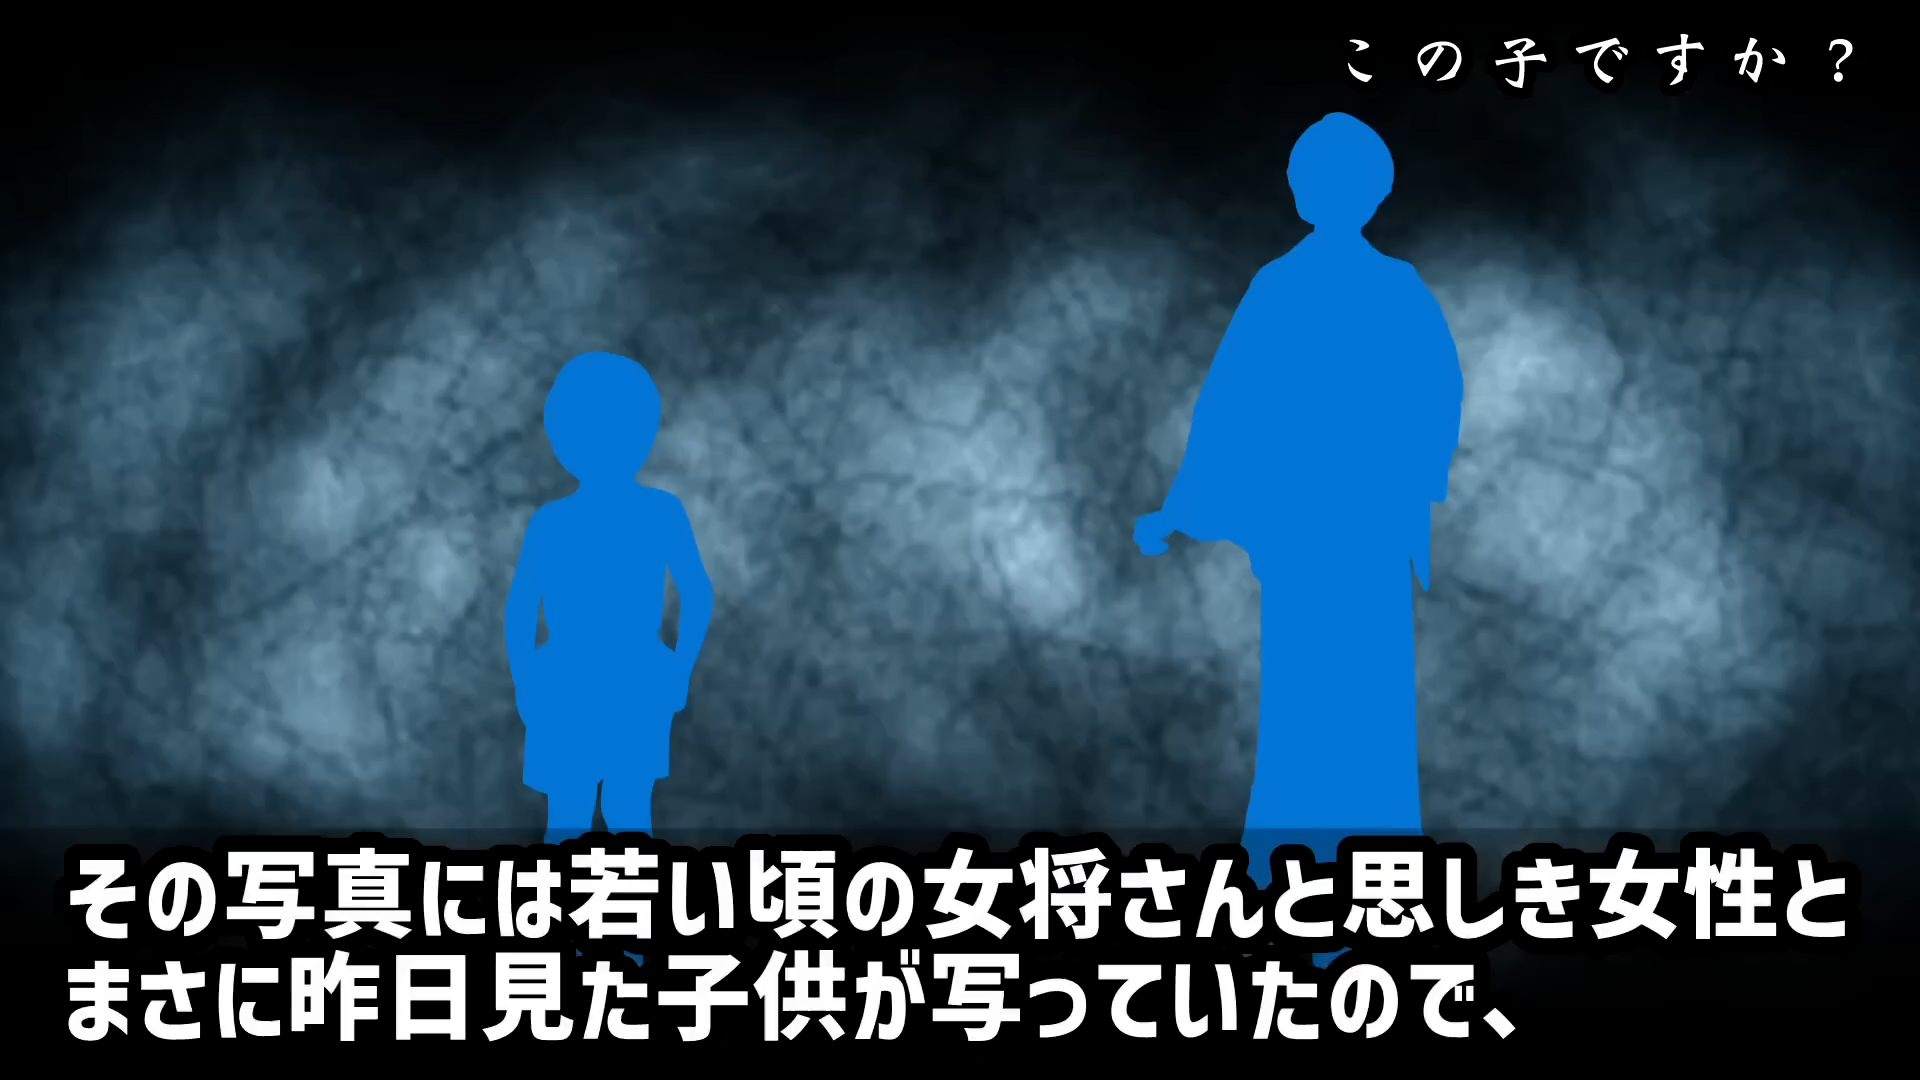 この子ですか？
その写真には若い頃の女将さんと思しき女性と
まさに昨日見た子供が写っていたので、